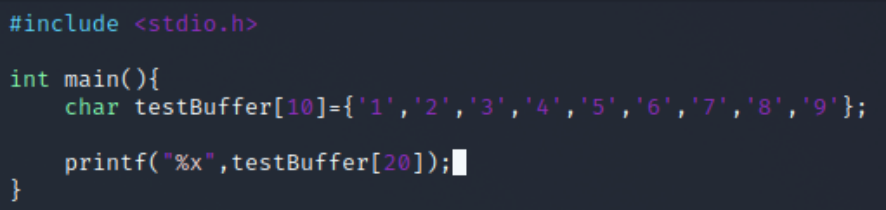 #include <stdio.h>
int main(){
    char testBuffer[10]={'1','2','3','4','5','6','7','8','9'};
    printf("%x",testBuffer[20]);
}